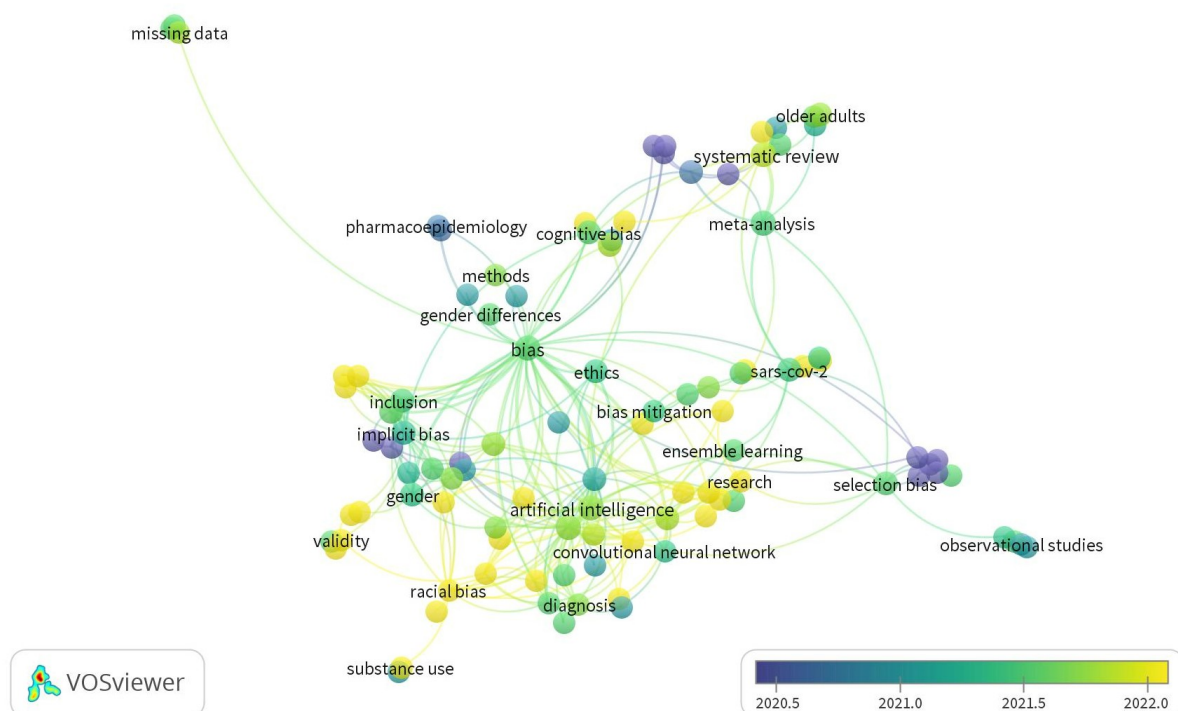 missing data
older adults
systematic review
meta-analysis
pharmacoepidemiology
cognitive bias
methods
gender differences
bias
ethics
sars-cov-2
inclusion
bias mitigation
implicit bias
ensemble learning
research
selection bias
gender
artificial intelligence
validity
convolutional neural network
observational studies
racial bias
diagnosis
substance use
VOSviewer
2020.5
2021.0
2021.5
2022.0